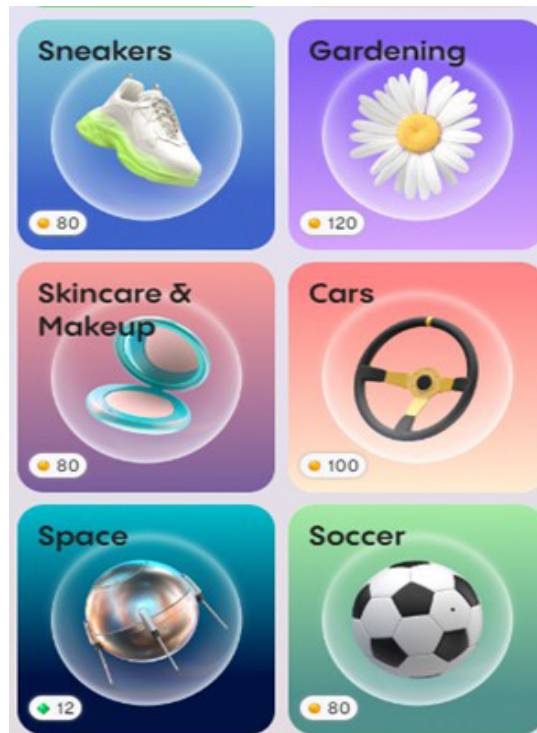 Sneakers
80
Gardening
120
Skincare &
Makeup
80
Cars
100
Space
12
Soccer
80